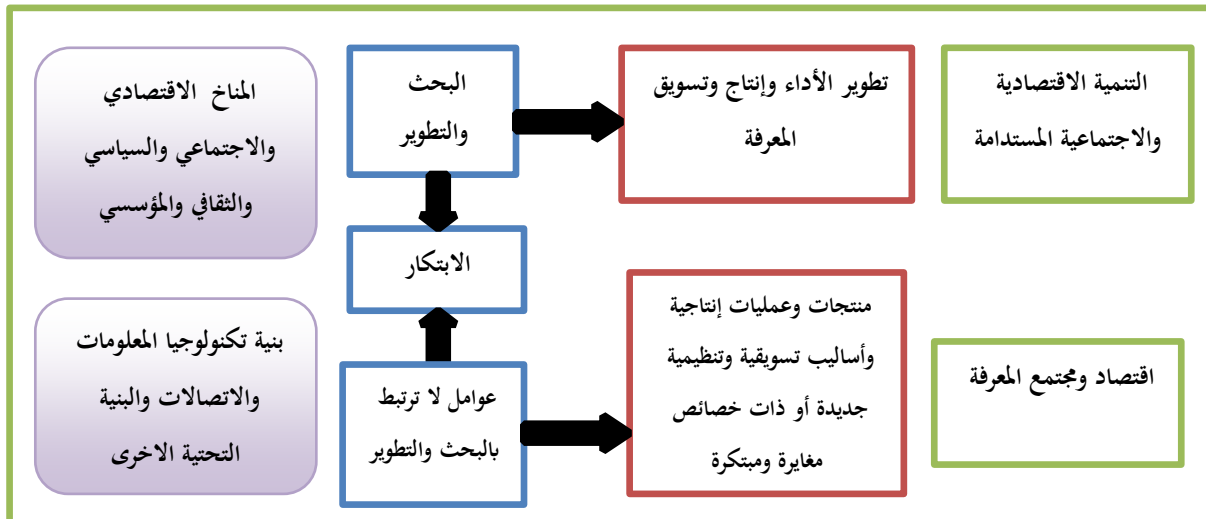 المناخ الاقتصادي
والاجتماعي والسياسي
والثقافي والمؤسسي
البحث
والتطوير
تطوير الأداء وإنتاج وتسويق
المعرفة
التنمية الاقتصادية
والاجتماعية المستدامة
الابتكار
بنية تكنولوجيا المعلومات
والاتصالات والبنية
التحتية الاخرى
عوامل لا ترتبط
بالبحث والتطوير
منتجات وعمليات إنتاجية
وأساليب تسويقية وتنظيمية
جديدة أو ذات خصائص
مغايرة ومبتكرة
اقتصاد ومجتمع المعرفة